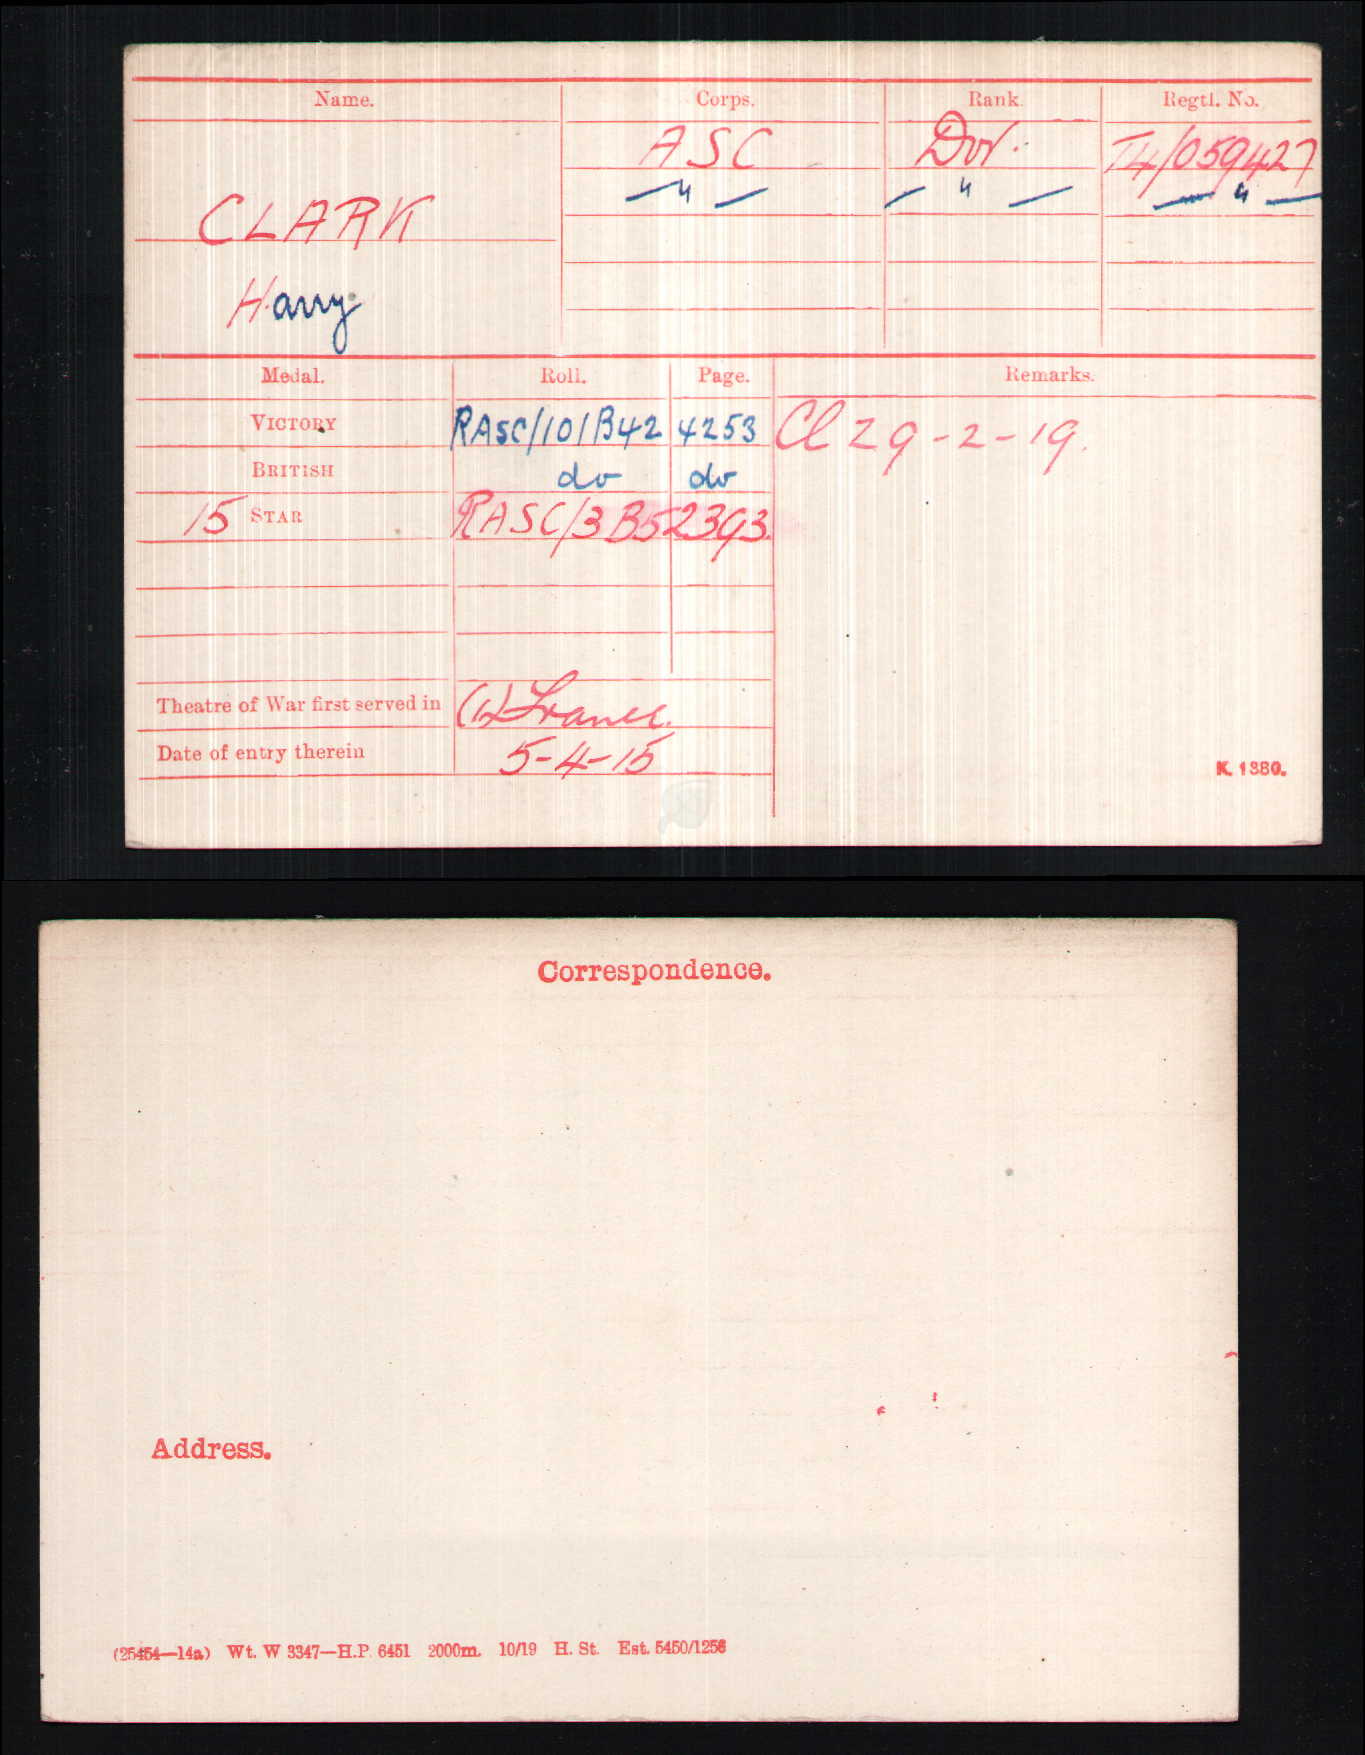 Name. Corps. Rank. Regtl. No.
ASC Dvr. T4/059427
— " — — " — — " —
CLARK
Harry
Medal. Roll. Page. Remarks.
VICTORY RASC/101B42 4253 Cl Z 9-2-19.
BRITISH do do
15 STAR RASC/3B5 2393.
Theatre of War first served in (1) France.
Date of entry therein 5-4-15
K. 1380.
Correspondence.
Address.
(25454—14a) Wt. W 3347—H.P. 6451 2000m. 10/19 H. St. Est. 5450/1256